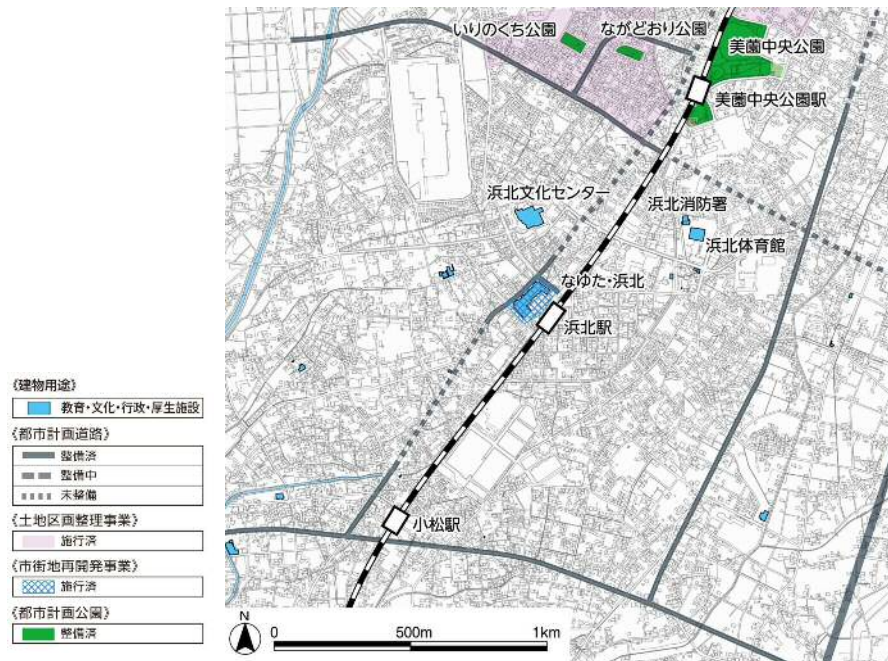 いりのくち公園
ながどおり公園
美薗中央公園
美薗中央公園駅
浜北文化センター
浜北消防署
浜北体育館
なゆた・浜北
浜北駅
小松駅
《建物用途》
教育・文化・行政・厚生施設
《都市計画道路》
整備済
整備中
未整備
《土地区画整理事業》
施行済
《市街地再開発事業》
施行済
《都市計画公園》
整備済
N
0 500m 1km